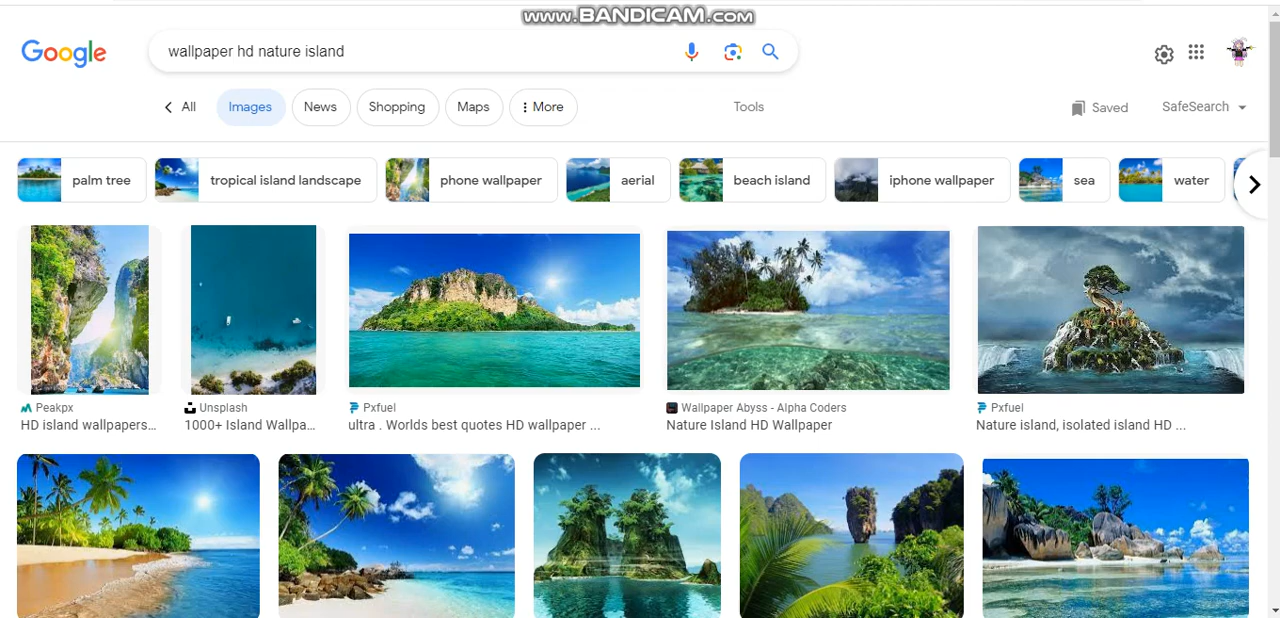 www.BANDICAM.com
Google
wallpaper hd nature island
All
Images
News
Shopping
Maps
More
Tools
Saved
SafeSearch
palm tree
tropical island landscape
phone wallpaper
aerial
beach island
iphone wallpaper
sea
water
Peakpx
HD island wallpapers...
Unsplash
1000+ Island Wallpa...
Pxfuel
ultra . Worlds best quotes HD wallpaper ...
Wallpaper Abyss - Alpha Coders
Nature Island HD Wallpaper
Pxfuel
Nature island, isolated island HD ...